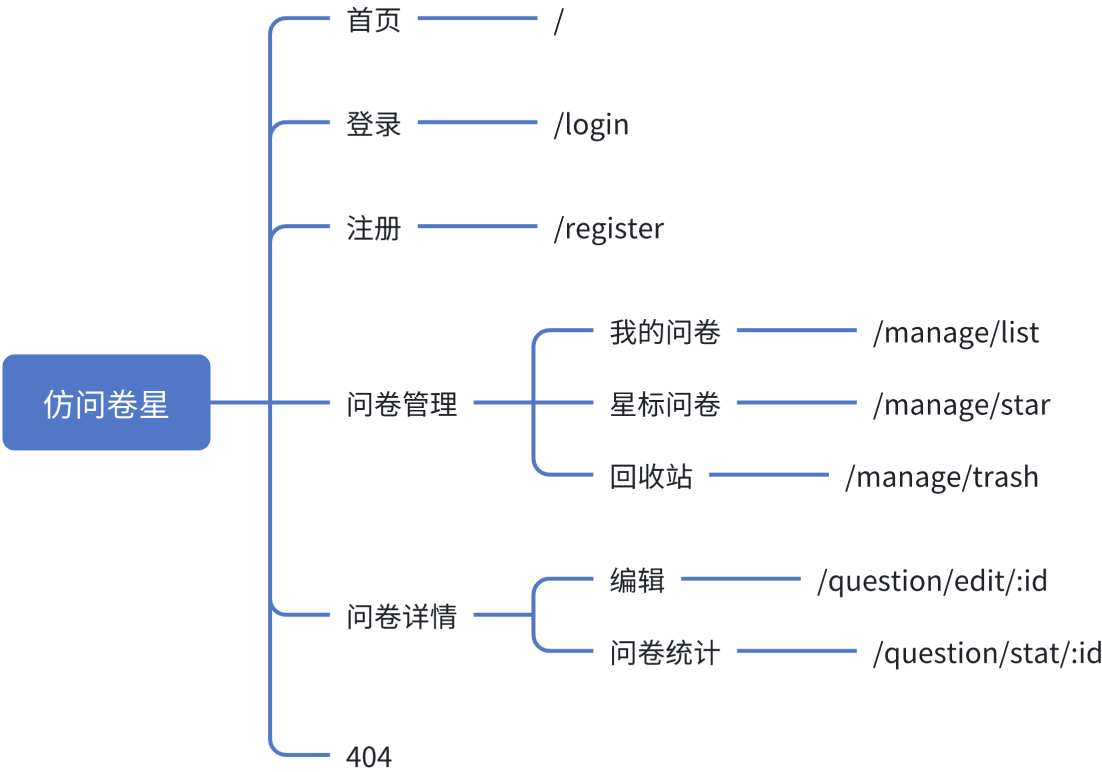 仿问卷星
首页
/
登录
/login
注册
/register
问卷管理
我的问卷
/manage/list
星标问卷
/manage/star
回收站
/manage/trash
问卷详情
编辑
/question/edit/:id
问卷统计
/question/stat/:id
404